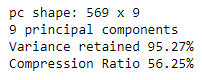 pc shape: 569 x 9
9 principal components
Variance retained 95.27%
Compression Ratio 56.25%